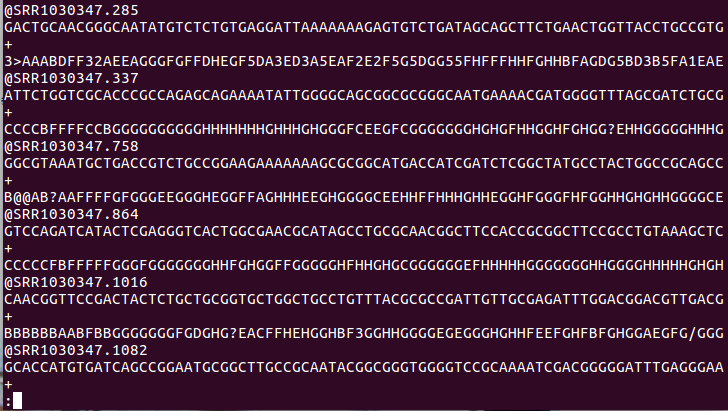 @SRR1030347.285
GACTGCAACGGGCAATATGTCTCTGTGAGGATTAAAAAAAGAGTGTCTGATAGCAGCTTCTGAACTGGTTACCTGCCGTG
+
3>AAABDFF32AEEAGGGFGFFDHEGF5DA3ED3A5EAF2E2F5G5DGG55FHFFFHHFGHHBFAGDG5BD3B5FA1EAE
@SRR1030347.337
ATTCTGGTCGCACCCGCCAGAGCAGAAAATATTGGGGCAGCGGCGCGGGCAATGAAAACGATGGGGTTTAGCGATCTGCG
+
CCCCBFFFFCCBGGGGGGGGGGHHHHHHHGHHHGHGGGFCEEGFCGGGGGGGHGHGFHHGGHFGHGG?EHHGGGGGHHHG
@SRR1030347.758
GGCGTAAATGCTGACCGTCTGCCGGAAGAAAAAAAGCGCGGCATGACCATCGATCTCGGCTATGCCTACTGGCCGCAGCC
+
B@@AB?AAFFFFGFGGGEEGGGHEGGFFAGHHHEEGHGGGGCEEHHFFHHHGHHEGGHFGGGFHFGGHHGHGHHGGGGCE
@SRR1030347.864
GTCCAGATCATACTCGAGGGTCACTGGCGAACGCATAGCCTGCGCAACGGCTTCCACCGCGGCTTCCGCCTGTAAAGCTC
+
CCCCCFBFFFFFGGGFGGGGGGGHHFGHGGFFGGGGGHFHHGHGCGGGGGGEFHHHHHGGGGGGGHHGGGGHHHHHGHGH
@SRR1030347.1016
CAACGGTTCCGACTACTCTGCTGCGGTGCTGGCTGCCTGTTTACGCGCCGATTGTTGCGAGATTTGGACGGACGTTGACG
+
BBBBBBAABFBBGGGGGGGFGDGHG?EACFFHEHGGHBF3GGHHGGGGEGEGGGHGHHFEEFGHFBFGHGGAEGFG/GGG
@SRR1030347.1082
GCACCATGTGATCAGCCGGAATGCGGCTTGCCGCAATACGGCGGGTGGGGTCCGCAAAATCGACGGGGGATTTGAGGGAA
+
: